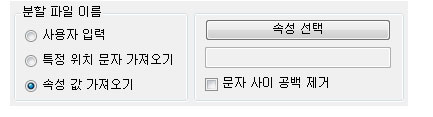 분할 파일 이름
사용자 입력
특정 위치 문자 가져오기
속성 값 가져오기
속성 선택
문자 사이 공백 제거